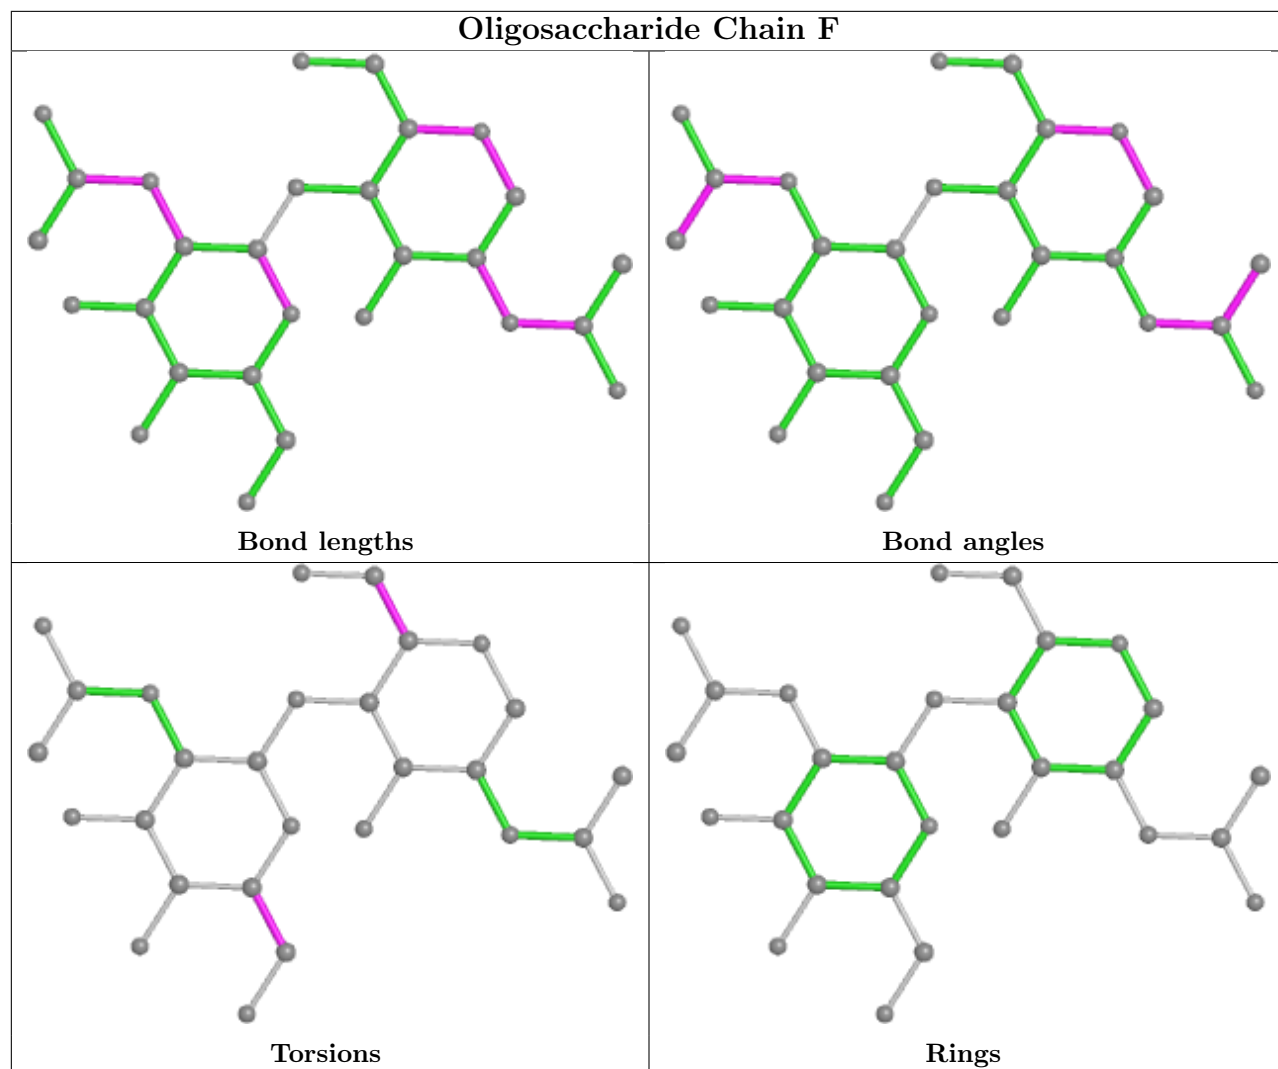 Oligosaccharide Chain F
Bond lengths
Bond angles
Torsions
Rings